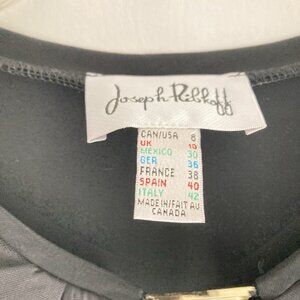 Joseph Ribkoff
CAN/USA 8
UK 10
MEXICO 30
GER 36
FRANCE 38
SPAIN 40
ITALY 42
MADE IN/FAIT AU
CANADA